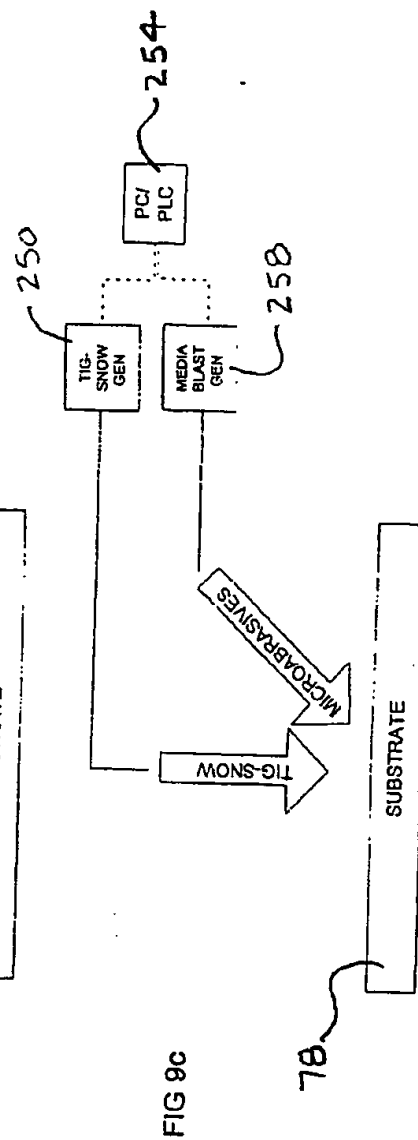 FIG 9c
250
TIG-
SNOW
GEN
254
PC/
PLC
MEDIA
BLAST
GEN
258
TIG-SNOW
MICROABRASIVES
78
SUBSTRATE